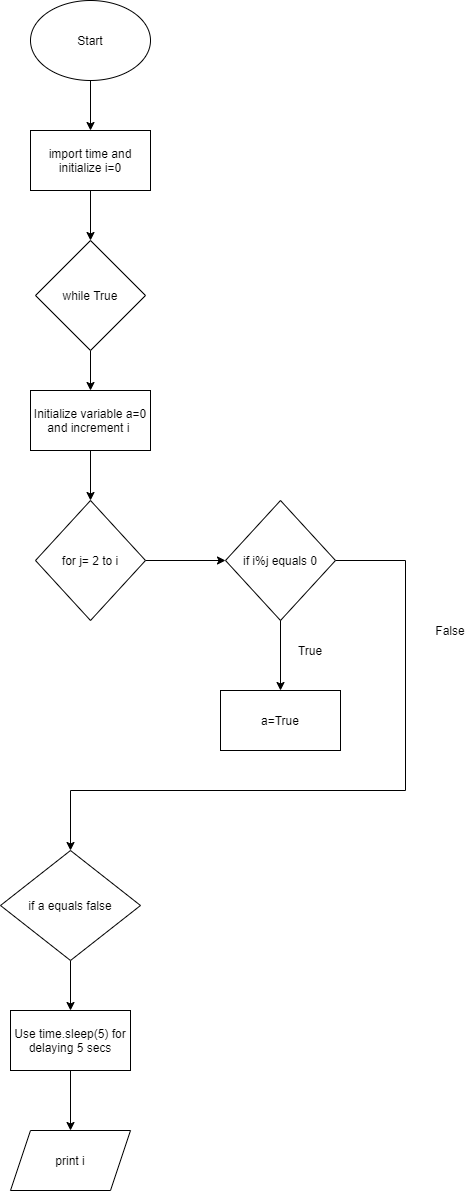 Start
import time and
initialize i=0
while True
Initialize variable a=0
and increment i
for j= 2 to i
if i%j equals 0
False
True
a=True
if a equals false
Use time.sleep(5) for
delaying 5 secs
print i